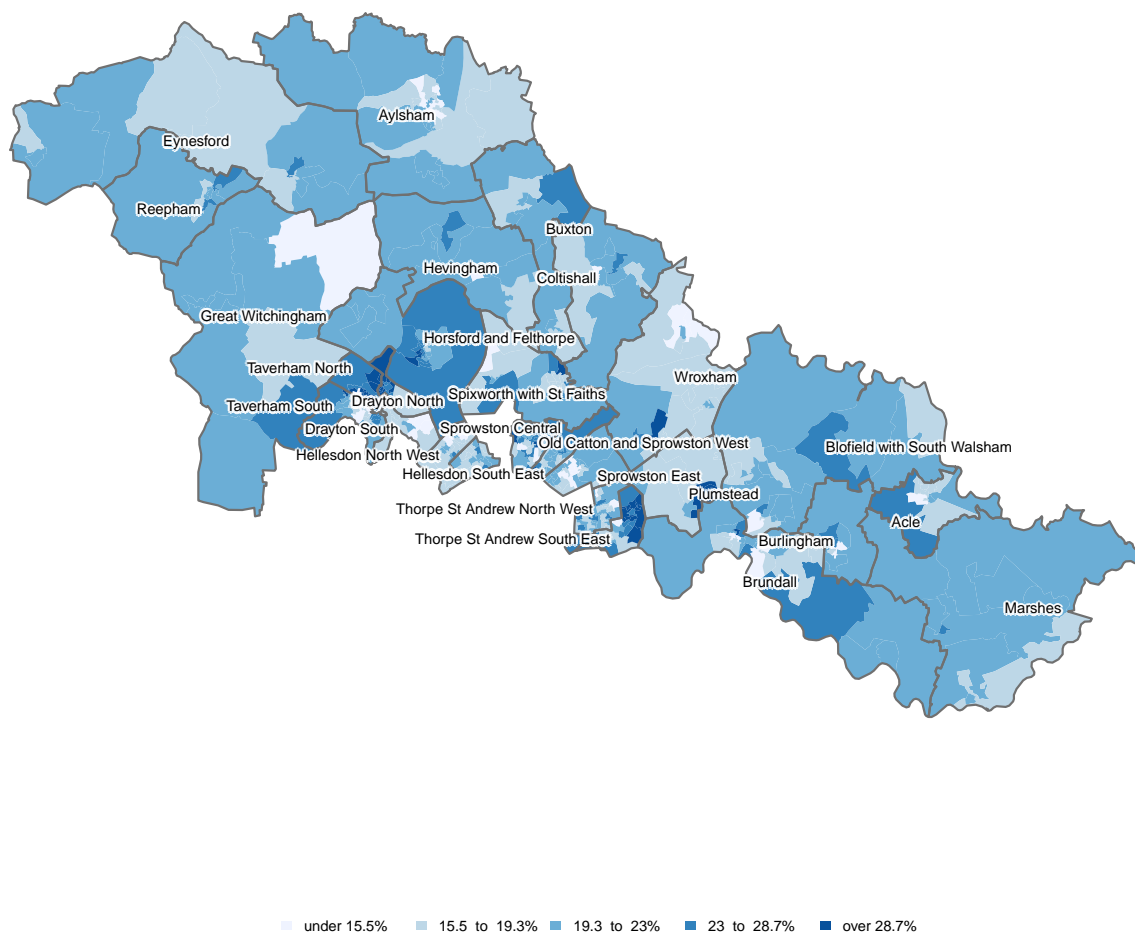 Aylsham
Eynesford
Reepham
Buxton
Hevingham
Coltishall
Great Witchingham
Horsford and Felthorpe
Taverham North
Wroxham
Spixworth with St Faiths
Drayton North
Taverham South
Drayton South
Sprowston Central
Old Catton and Sprowston West
Blofield with South Walsham
Hellesdon North West
Hellesdon South East
Sprowston East
Plumstead
Thorpe St Andrew North West
Acle
Thorpe St Andrew South East
Burlingham
Brundall
Marshes
under 15.5% 15.5 to 19.3% 19.3 to 23% 23 to 28.7% over 28.7%